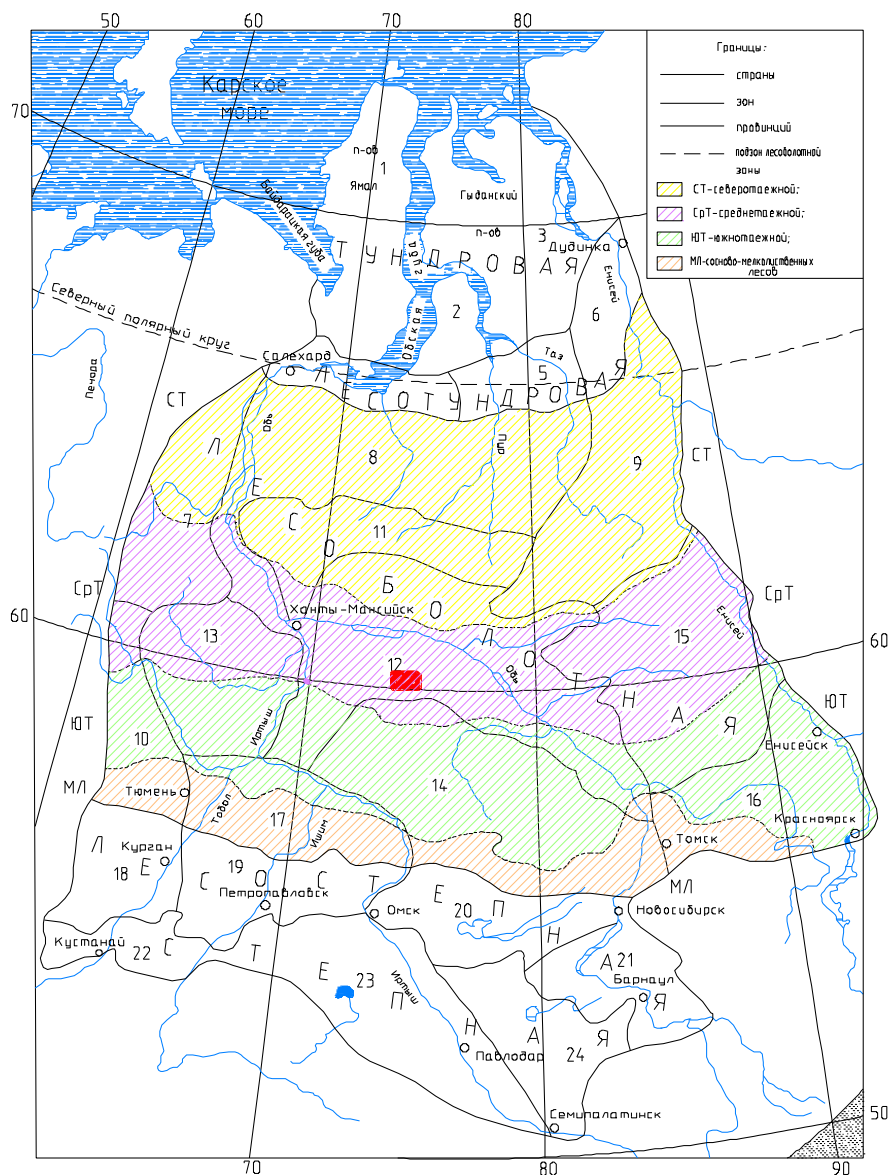 50
60
70
80
Границы:
страны
зон
провинций
подзон лесоболотной
зоны
СТ-северотаежной;
СрТ-среднетаежной;
ЮТ-южнотаежной;
МЛ-сосново-мелколиственных
лесов
70
Карское
море
п-ов
1
Ямал
Гыданский
п-ов
3
Дудинка
Байдарацкая губа
Обская
губа
ТУНДРОВАЯ
Енисей
2
6
Северный полярный круг
Салехард
Таз
5
ЛЕСОТУНДРОВАЯ
Печора
СТ
Обь
8
Пур
9
СТ
7
11
ЛЕСОБОЛОТНАЯ
СрТ
60
Ханты-Мансийск
13
12
Обь
15
Енисей
СрТ
60
ЮТ
10
Иртыш
14
ЮТ
Енисейск
МЛ
Тюмень
Тобол
17
Ишим
16
Красноярск
Томск
МЛ
Курган
18
19
Петропавловск
Омск
20
Новосибирск
ЛЕСОСТЕПНАЯ
Кустанай
22
23
Иртыш
21
Барнаул
СТЕПНАЯ
Павлодар
24
Семипалатинск
50
70
80
90